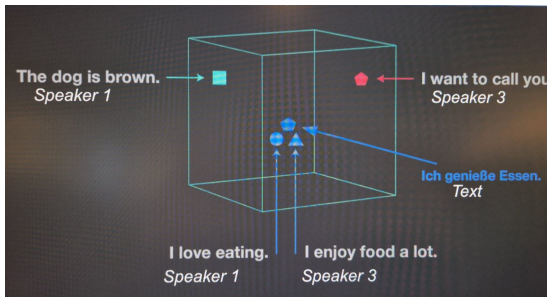 The dog is brown.
Speaker 1
I want to call you
Speaker 3
Ich genieße Essen.
Text
I love eating.
Speaker 1
I enjoy food a lot.
Speaker 3